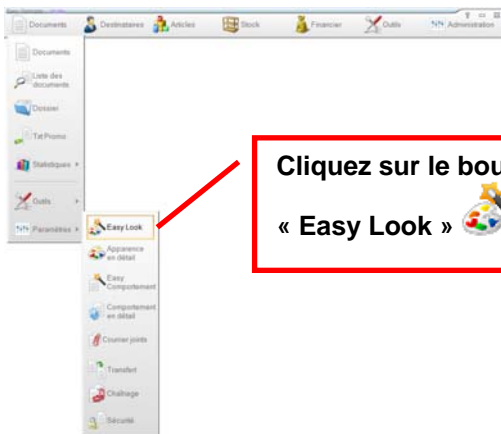 Documents Destinataires Articles Stock Financier Outils Administration
Documents
Liste des
documents
Dossier
Txt Promo
Statistiques
Outils
Paramètres
Easy Look
Apparence
en détail
Easy
Comportement
Comportement
en détail
Courrier joints
Transfert
Chaînage
Sécurité
Cliquez sur le bou
« Easy Look »